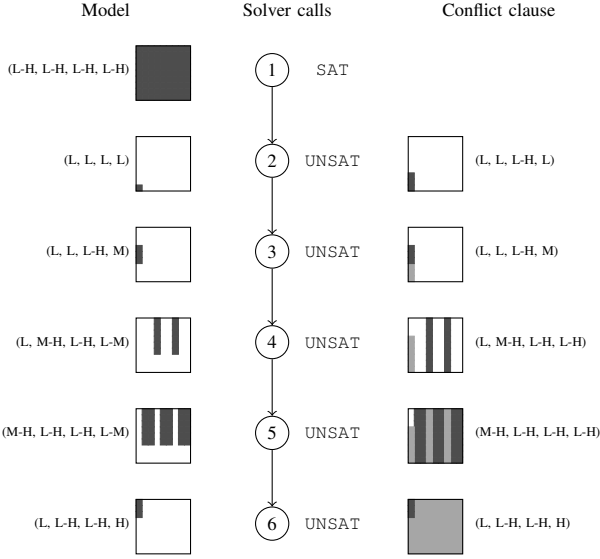 Model Solver calls Conflict clause
(L-H, L-H, L-H, L-H) 1 SAT
(L, L, L, L) 2 UNSAT (L, L, L-H, L)
(L, L, L-H, M) 3 UNSAT (L, L, L-H, M)
(L, M-H, L-H, L-M) 4 UNSAT (L, M-H, L-H, L-H)
(M-H, L-H, L-H, L-M) 5 UNSAT (M-H, L-H, L-H, L-H)
(L, L-H, L-H, H) 6 UNSAT (L, L-H, L-H, H)